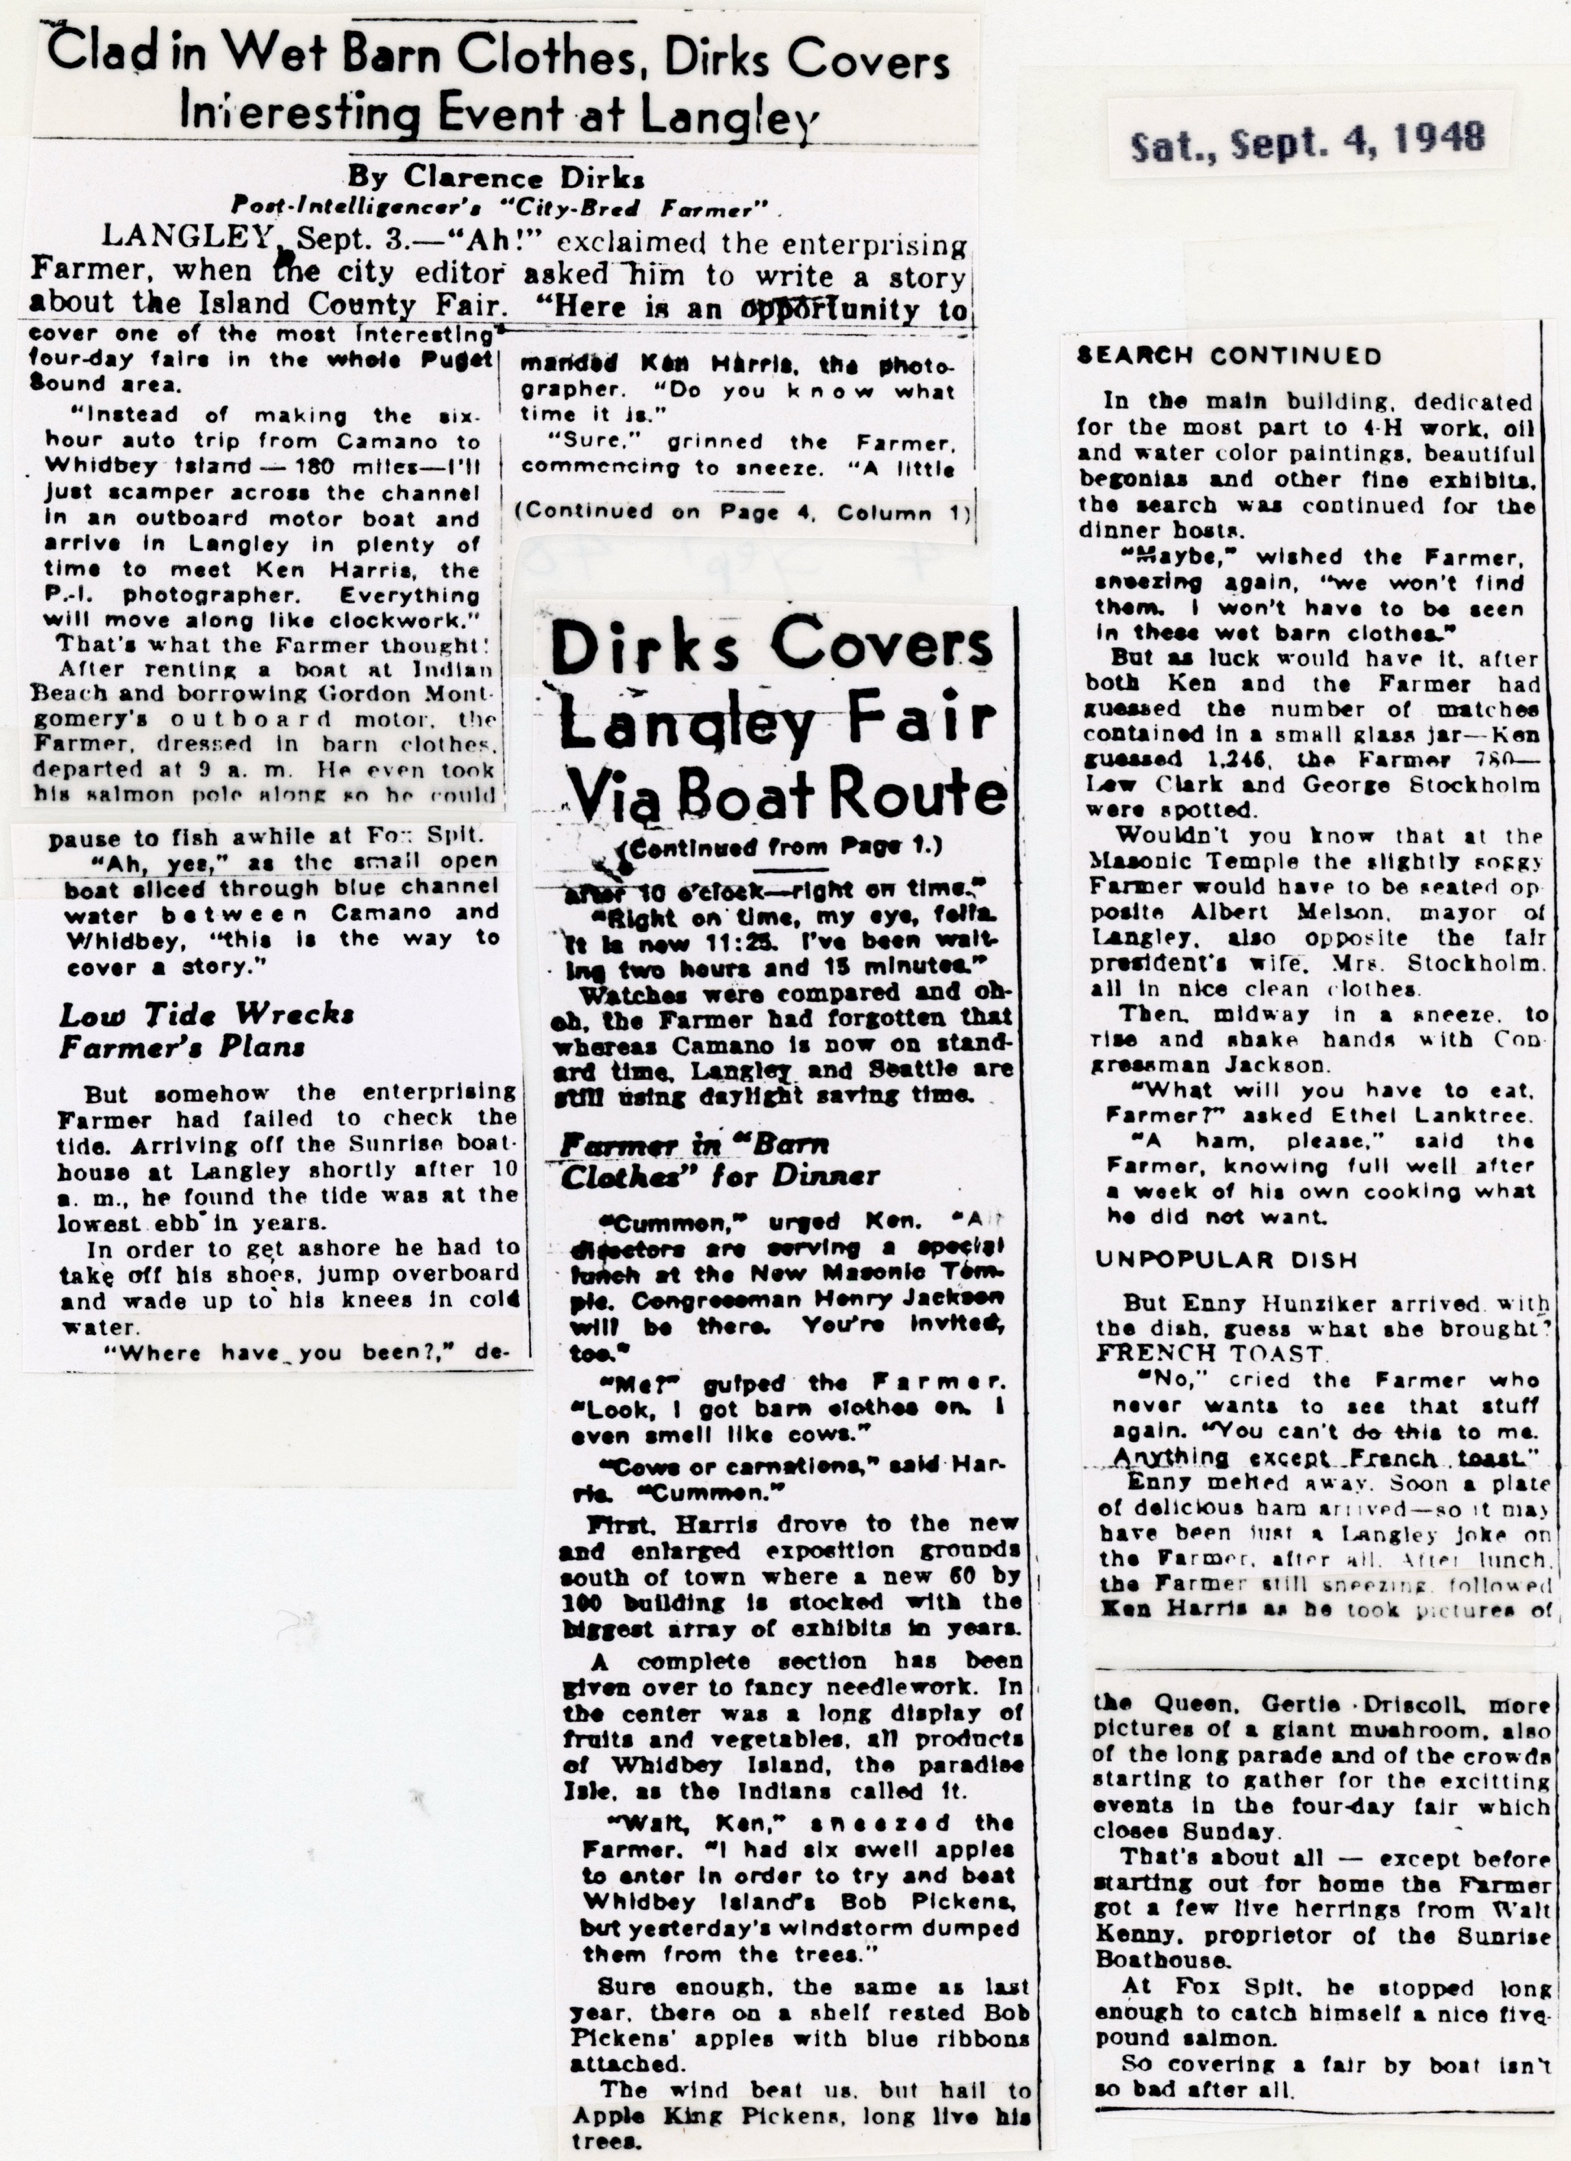 Clad in Wet Barn Clothes, Dirks Covers
Interesting Event at Langley
Sat., Sept. 4, 1948
By Clarence Dirks
Post-Intelligencer's "City-Bred Farmer".
LANGLEY, Sept. 3.—"Ah!" exclaimed the enterprising
Farmer, when the city editor asked him to write a story
about the Island County Fair. "Here is an opportunity to
cover one of the most interesting
four-day fairs in the whole Puget
Sound area.
"Instead of making the six-
hour auto trip from Camano to
Whidbey Island — 180 miles—I'll
just scamper across the channel
in an outboard motor boat and
arrive in Langley in plenty of
time to meet Ken Harris, the
P.-I. photographer. Everything
will move along like clockwork."
That's what the Farmer thought!
After renting a boat at Indian
Beach and borrowing Gordon Mont-
gomery's outboard motor, the
Farmer, dressed in barn clothes,
departed at 9 a. m. He even took
his salmon pole along so he could
pause to fish awhile at Fox Spit.
"Ah, yes," as the small open
boat sliced through blue channel
water between Camano and
Whidbey, "this is the way to
cover a story."
Low Tide Wrecks
Farmer's Plans
But somehow the enterprising
Farmer had failed to check the
tide. Arriving off the Sunrise boat-
house at Langley shortly after 10
a. m., he found the tide was at the
lowest ebb in years.
In order to get ashore he had to
take off his shoes, jump overboard
and wade up to his knees in cold
water.
"Where have you been?," de-
manded Ken Harris, the photo-
grapher. "Do you know what
time it is."
"Sure," grinned the Farmer,
commencing to sneeze. "A little
(Continued on Page 4, Column 1)
Dirks Covers
Langley Fair
Via Boat Route
(Continued from Page 1.)
after 10 o'clock—right on time."
"Right on time, my eye, fella.
It is now 11:25. I've been wait-
ing two hours and 15 minutes."
Watches were compared and oh-
oh, the Farmer had forgotten that
whereas Camano is now on stand-
ard time, Langley and Seattle are
still using daylight saving time.
Farmer in "Barn
Clothes" for Dinner
"Cummon," urged Ken. "All
directors are serving a special
lunch at the New Masonic Tem-
ple. Congressman Henry Jackson
will be there. You're invited,
too."
"Me?" gulped the Farmer.
"Look, I got barn clothes on. I
even smell like cows."
"Cows or carnations," said Har-
ris. "Cummon."
First, Harris drove to the new
and enlarged exposition grounds
south of town where a new 60 by
100 building is stocked with the
biggest array of exhibits in years.
A complete section has been
given over to fancy needlework. In
the center was a long display of
fruits and vegetables, all products
of Whidbey Island, the paradise
Isle, as the Indians called it.
"Wait, Ken," sneezed the
Farmer. "I had six swell apples
to enter in order to try and beat
Whidbey Island's Bob Pickens,
but yesterday's windstorm dumped
them from the trees."
Sure enough, the same as last
year, there on a shelf rested Bob
Pickens' apples with blue ribbons
attached.
The wind beat us, but hail to
Apple King Pickens, long live his
trees.
SEARCH CONTINUED
In the main building, dedicated
for the most part to 4-H work, oil
and water color paintings, beautiful
begonias and other fine exhibits,
the search was continued for the
dinner hosts.
"Maybe," wished the Farmer,
sneezing again, "we won't find
them. I won't have to be seen
in these wet barn clothes."
But as luck would have it, after
both Ken and the Farmer had
guessed the number of matches
contained in a small glass jar—Ken
guessed 1,246, the Farmer 780—
Lew Clark and George Stockholm
were spotted.
Wouldn't you know that at the
Masonic Temple the slightly soggy
Farmer would have to be seated op-
posite Albert Melson, mayor of
Langley, also opposite the fair
president's wife, Mrs. Stockholm,
all in nice clean clothes.
Then, midway in a sneeze, to
rise and shake hands with Con-
gressman Jackson.
"What will you have to eat,
Farmer?" asked Ethel Lanktree.
"A ham, please," said the
Farmer, knowing full well after
a week of his own cooking what
he did not want.
UNPOPULAR DISH
But Enny Hunziker arrived with
the dish, guess what she brought?
FRENCH TOAST.
"No," cried the Farmer who
never wants to see that stuff
again. "You can't do this to me.
Anything except French toast."
Enny melted away. Soon a plate
of delicious ham arrived—so it may
have been just a Langley joke on
the Farmer, after all. After lunch,
the Farmer still sneezing, followed
Ken Harris as he took pictures of
the Queen, Gertie Driscoll, more
pictures of a giant mushroom, also
of the long parade and of the crowds
starting to gather for the excitting
events in the four-day fair which
closes Sunday.
That's about all — except before
starting out for home the Farmer
got a few live herrings from Walt
Kenny, proprietor of the Sunrise
Boathouse.
At Fox Spit, he stopped long
enough to catch himself a nice five-
pound salmon.
So covering a fair by boat isn't
so bad after all.